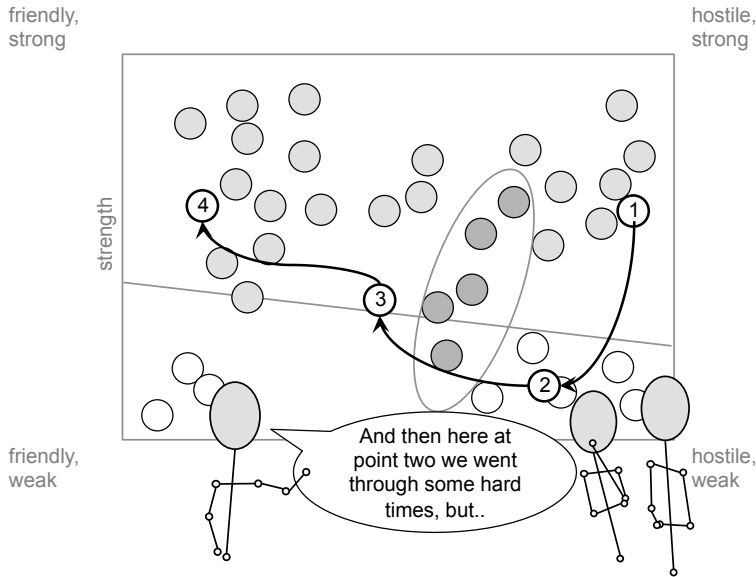 friendly,
strong
hostile,
strong
strength
1
4
3
2
friendly,
weak
And then here at
point two we went
through some hard
times, but..
hostile,
weak